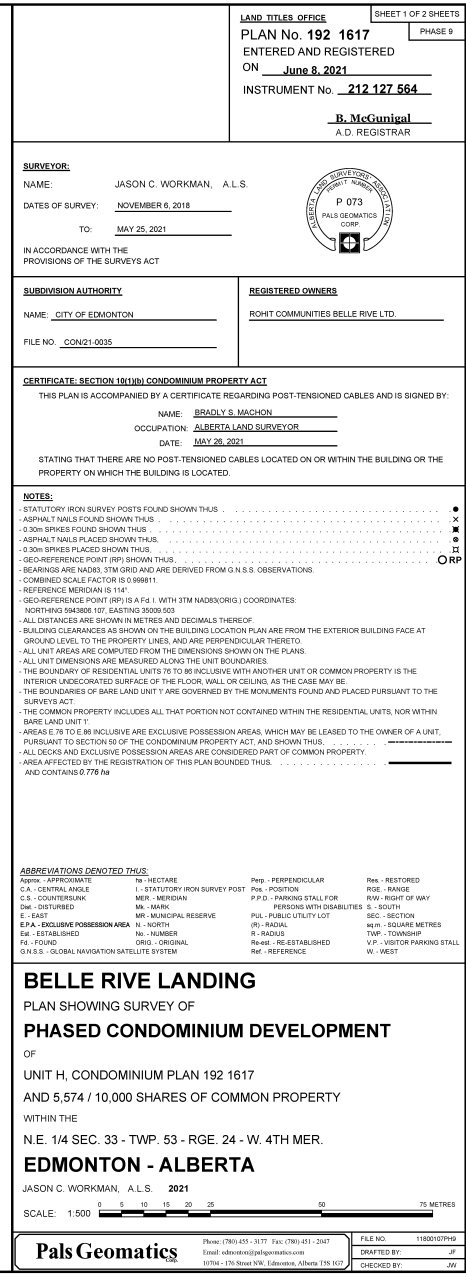 LAND TITLES OFFICE
SHEET 1 OF 2 SHEETS
PLAN No. 192 1617
PHASE 9
ENTERED AND REGISTERED
ON June 8, 2021
INSTRUMENT No. 212 127 564
B. McGunigal
A.D. REGISTRAR
SURVEYOR:
NAME: JASON C. WORKMAN, A.L.S.
DATES OF SURVEY: NOVEMBER 6, 2018
TO: MAY 25, 2021
IN ACCORDANCE WITH THE
PROVISIONS OF THE SURVEYS ACT
ALBERTA LAND SURVEYORS' ASSOCIATION
PERMIT NUMBER
P 073
PALS GEOMATICS
CORP.
SUBDIVISION AUTHORITY
NAME: CITY OF EDMONTON
FILE NO. CON/21-0035
REGISTERED OWNERS
ROHIT COMMUNITIES BELLE RIVE LTD.
CERTIFICATE: SECTION 10(1)(b) CONDOMINIUM PROPERTY ACT
THIS PLAN IS ACCOMPANIED BY A CERTIFICATE REGARDING POST-TENSIONED CABLES AND IS SIGNED BY:
NAME: BRADLY S. MACHON
OCCUPATION: ALBERTA LAND SURVEYOR
DATE: MAY 26, 2021
STATING THAT THERE ARE NO POST-TENSIONED CABLES LOCATED ON OR WITHIN THE BUILDING OR THE
PROPERTY ON WHICH THE BUILDING IS LOCATED.
NOTES:
- STATUTORY IRON SURVEY POSTS FOUND SHOWN THUS
- ASPHALT NAILS FOUND SHOWN THUS
- 0.30m SPIKES FOUND SHOWN THUS
- ASPHALT NAILS PLACED SHOWN THUS.
- 0.30m SPIKES PLACED SHOWN THUS.
- GEO-REFERENCE POINT (RP) SHOWN THUS. RP
- BEARINGS ARE NAD83, 3TM GRID AND ARE DERIVED FROM G.N.S.S. OBSERVATIONS.
- COMBINED SCALE FACTOR IS 0.999811.
- REFERENCE MERIDIAN IS 114°.
- GEO-REFERENCE POINT (RP) IS A Fd. I. WITH 3TM NAD83(ORIG.) COORDINATES:
NORTHING 5943806.107, EASTING 35009.503
- ALL DISTANCES ARE SHOWN IN METRES AND DECIMALS THEREOF.
- BUILDING CLEARANCES AS SHOWN ON THE BUILDING LOCATION PLAN ARE FROM THE EXTERIOR BUILDING FACE AT
GROUND LEVEL TO THE PROPERTY LINES, AND ARE PERPENDICULAR THERETO.
- ALL UNIT AREAS ARE COMPUTED FROM THE DIMENSIONS SHOWN ON THE PLANS.
- ALL UNIT DIMENSIONS ARE MEASURED ALONG THE UNIT BOUNDARIES.
- THE BOUNDARY OF RESIDENTIAL UNITS 76 TO 86 INCLUSIVE WITH ANOTHER UNIT OR COMMON PROPERTY IS THE
INTERIOR UNDECORATED SURFACE OF THE FLOOR, WALL OR CEILING, AS THE CASE MAY BE.
- THE BOUNDARIES OF BARE LAND UNIT 'I' ARE GOVERNED BY THE MONUMENTS FOUND AND PLACED PURSUANT TO THE
SURVEYS ACT.
- THE COMMON PROPERTY INCLUDES ALL THAT PORTION NOT CONTAINED WITHIN THE RESIDENTIAL UNITS, NOR WITHIN
BARE LAND UNIT 'I'.
- AREAS E.76 TO E.86 INCLUSIVE ARE EXCLUSIVE POSSESSION AREAS, WHICH MAY BE LEASED TO THE OWNER OF A UNIT,
PURSUANT TO SECTION 50 OF THE CONDOMINIUM PROPERTY ACT, AND SHOWN THUS.
- ALL DECKS AND EXCLUSIVE POSSESSION AREAS ARE CONSIDERED PART OF COMMON PROPERTY.
- AREA AFFECTED BY THE REGISTRATION OF THIS PLAN BOUNDED THUS.
AND CONTAINS 0.776 ha
ABBREVIATIONS DENOTED THUS:
Approx. - APPROXIMATE ha - HECTARE Perp. - PERPENDICULAR Res. - RESTORED
C.A. - CENTRAL ANGLE I. - STATUTORY IRON SURVEY POST Pos. - POSITION RGE. - RANGE
C.S. - COUNTERSUNK MER. - MERIDIAN P.P.D. - PARKING STALL FOR R/W - RIGHT OF WAY
Dist. - DISTURBED Mk. - MARK PERSONS WITH DISABILITIES S. - SOUTH
E. - EAST MR - MUNICIPAL RESERVE PUL - PUBLIC UTILITY LOT SEC. - SECTION
E.P.A. - EXCLUSIVE POSSESSION AREA N. - NORTH (R) - RADIAL sq.m. - SQUARE METRES
Est. - ESTABLISHED No. - NUMBER R - RADIUS TWP. - TOWNSHIP
Fd. - FOUND ORIG. - ORIGINAL Re-est. - RE-ESTABLISHED V.P. - VISITOR PARKING STALL
G.N.S.S. - GLOBAL NAVIGATION SATELLITE SYSTEM Ref. - REFERENCE W. - WEST
BELLE RIVE LANDING
PLAN SHOWING SURVEY OF
PHASED CONDOMINIUM DEVELOPMENT
OF
UNIT H, CONDOMINIUM PLAN 192 1617
AND 5,574 / 10,000 SHARES OF COMMON PROPERTY
WITHIN THE
N.E. 1/4 SEC. 33 - TWP. 53 - RGE. 24 - W. 4TH MER.
EDMONTON - ALBERTA
JASON C. WORKMAN, A.L.S. 2021
SCALE: 1:500 0 5 10 15 20 25 50 75 METRES
Pals Geomatics Corp.
Phone: (780) 455 - 3177 Fax: (780) 451 - 2047
Email: edmonton@palsgeomatics.com
10704 - 176 Street NW, Edmonton, Alberta T5S 1G7
FILE NO. 11800107PH9
DRAFTED BY: JF
CHECKED BY: JW